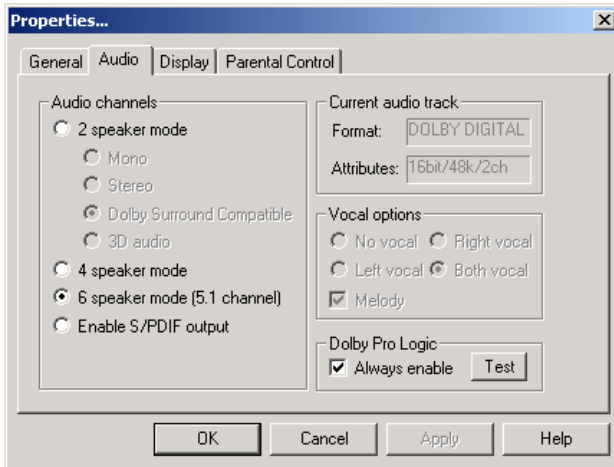 Properties...
General Audio Display Parental Control
Audio channels
2 speaker mode
Mono
Stereo
Dolby Surround Compatible
3D audio
4 speaker mode
6 speaker mode (5.1 channel)
Enable S/PDIF output
Current audio track
Format: DOLBY DIGITAL
Attributes: 16bit/48k/2ch
Vocal options
No vocal Right vocal
Left vocal Both vocal
Melody
Dolby Pro Logic
Always enable Test
OK Cancel Apply Help